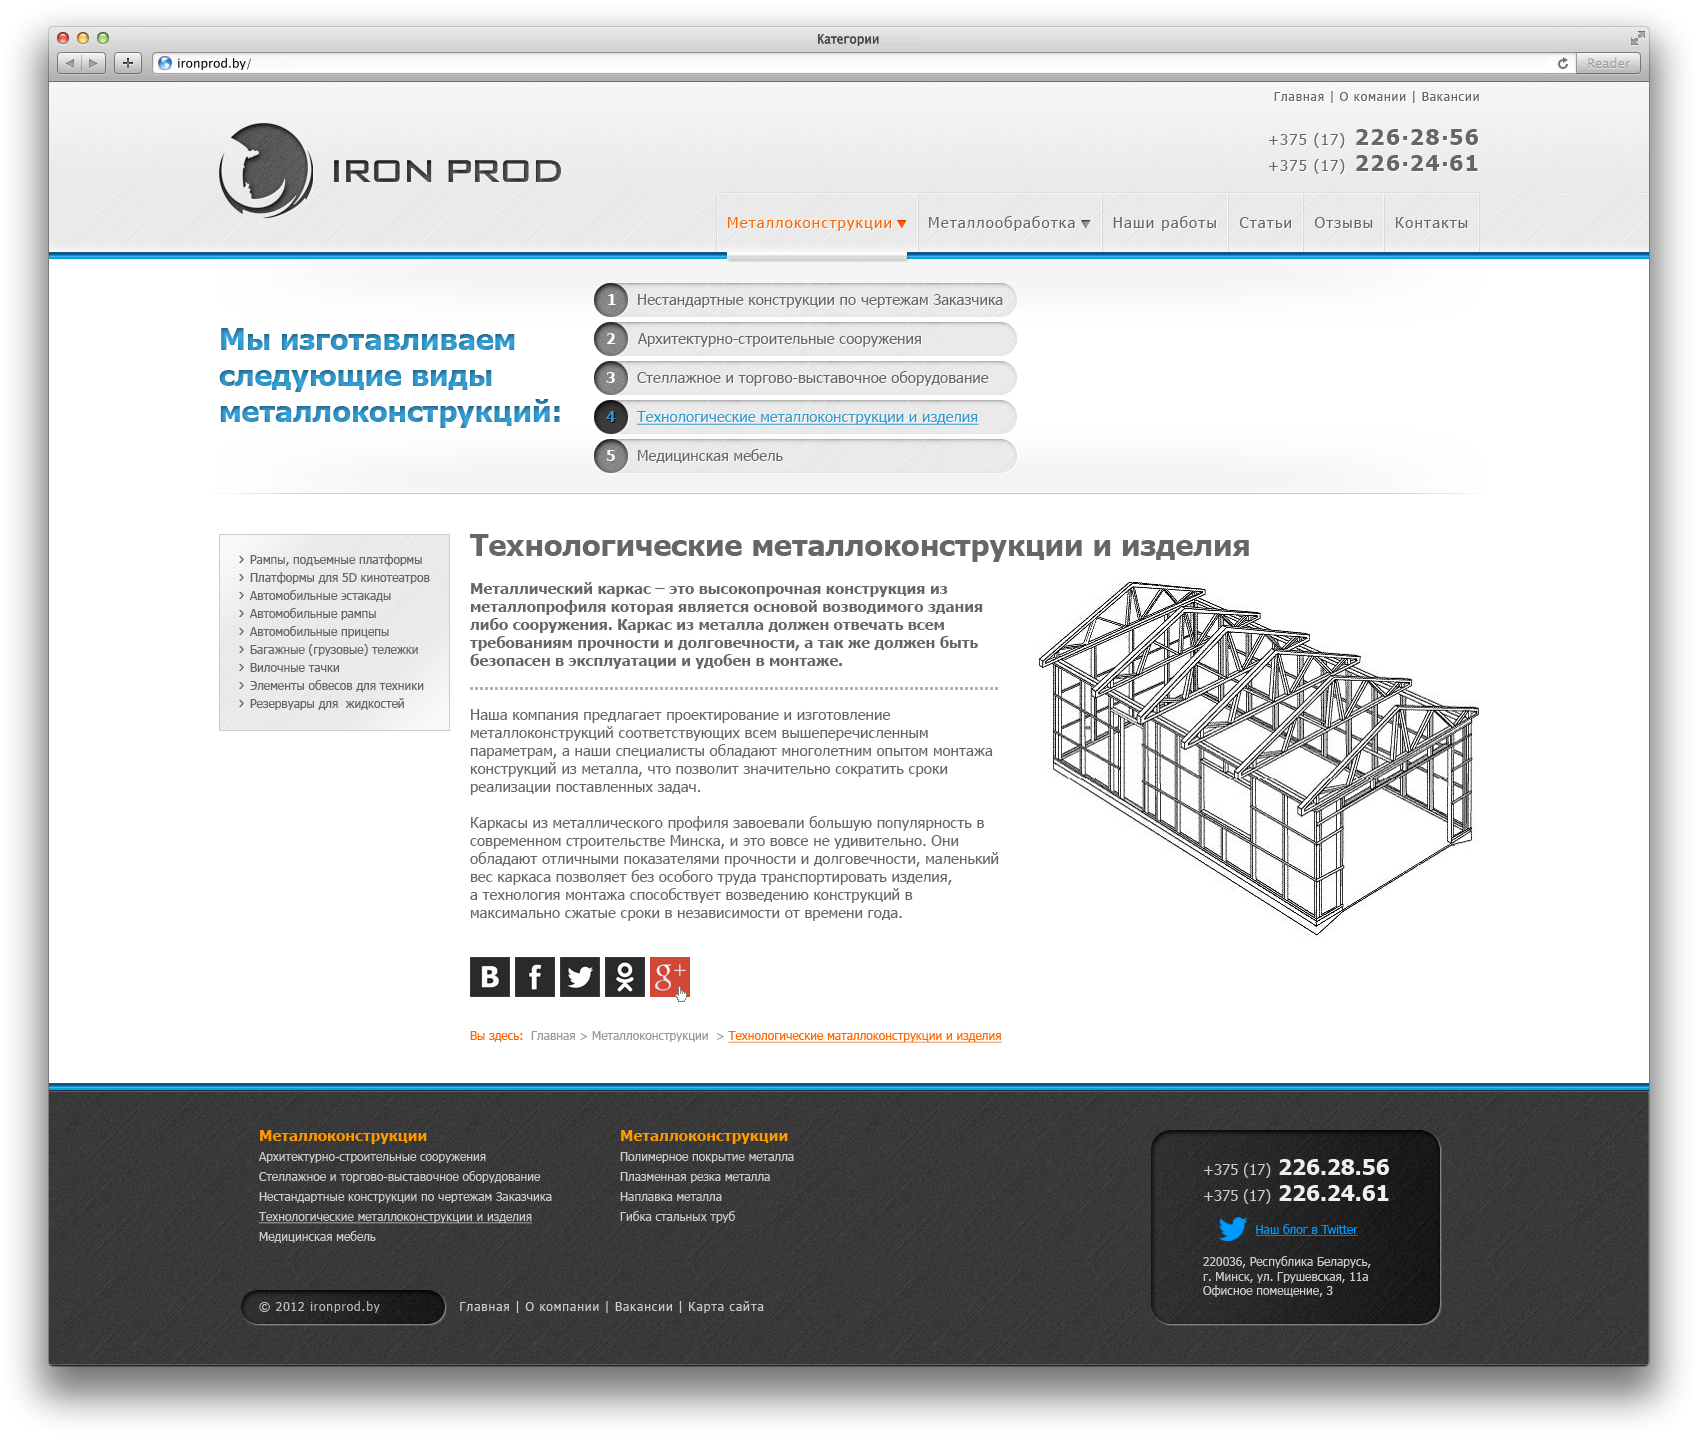 Категории
ironprod.by/
Reader
Главная | О комании | Вакансии
+375 (17) 226·28·56
+375 (17) 226·24·61
IRON PROD
Металлоконструкции
Металлообработка
Наши работы
Статьи
Отзывы
Контакты
Мы изготавливаем
следующие виды
металлоконструкций:
1 Нестандартные конструкции по чертежам Заказчика
2 Архитектурно-строительные сооружения
3 Стеллажное и торгово-выставочное оборудование
4 Технологические металлоконструкции и изделия
5 Медицинская мебель
› Рампы, подъемные платформы
› Платформы для 5D кинотеатров
› Автомобильные эстакады
› Автомобильные рампы
› Автомобильные прицепы
› Багажные (грузовые) тележки
› Вилочные тачки
› Элементы обвесов для техники
› Резервуары для жидкостей
Технологические металлоконструкции и изделия
Металлический каркас – это высокопрочная конструкция из
металлопрофиля которая является основой возводимого здания
либо сооружения. Каркас из металла должен отвечать всем
требованиям прочности и долговечности, а так же должен быть
безопасен в эксплуатации и удобен в монтаже.
Наша компания предлагает проектирование и изготовление
металлоконструкций соответствующих всем вышеперечисленным
параметрам, а наши специалисты обладают многолетним опытом монтажа
конструкций из металла, что позволит значительно сократить сроки
реализации поставленных задач.
Каркасы из металлического профиля завоевали большую популярность в
современном строительстве Минска, и это вовсе не удивительно. Они
обладают отличными показателями прочности и долговечности, маленький
вес каркаса позволяет без особого труда транспортировать изделия,
а технология монтажа способствует возведению конструкций в
максимально сжатые сроки в независимости от времени года.
B f g+
Вы здесь: Главная > Металлоконструкции > Технологические маталлоконструкции и изделия
Металлоконструкции
Архитектурно-строительные сооружения
Стеллажное и торгово-выставочное оборудование
Нестандартные конструкции по чертежам Заказчика
Технологические металлоконструкции и изделия
Медицинская мебель
Металлоконструкции
Полимерное покрытие металла
Плазменная резка металла
Наплавка металла
Гибка стальных труб
+375 (17) 226.28.56
+375 (17) 226.24.61
Наш блог в Twitter
220036, Республика Беларусь,
г. Минск, ул. Грушевская, 11а
Офисное помещение, 3
© 2012 ironprod.by
Главная | О компании | Вакансии | Карта сайта